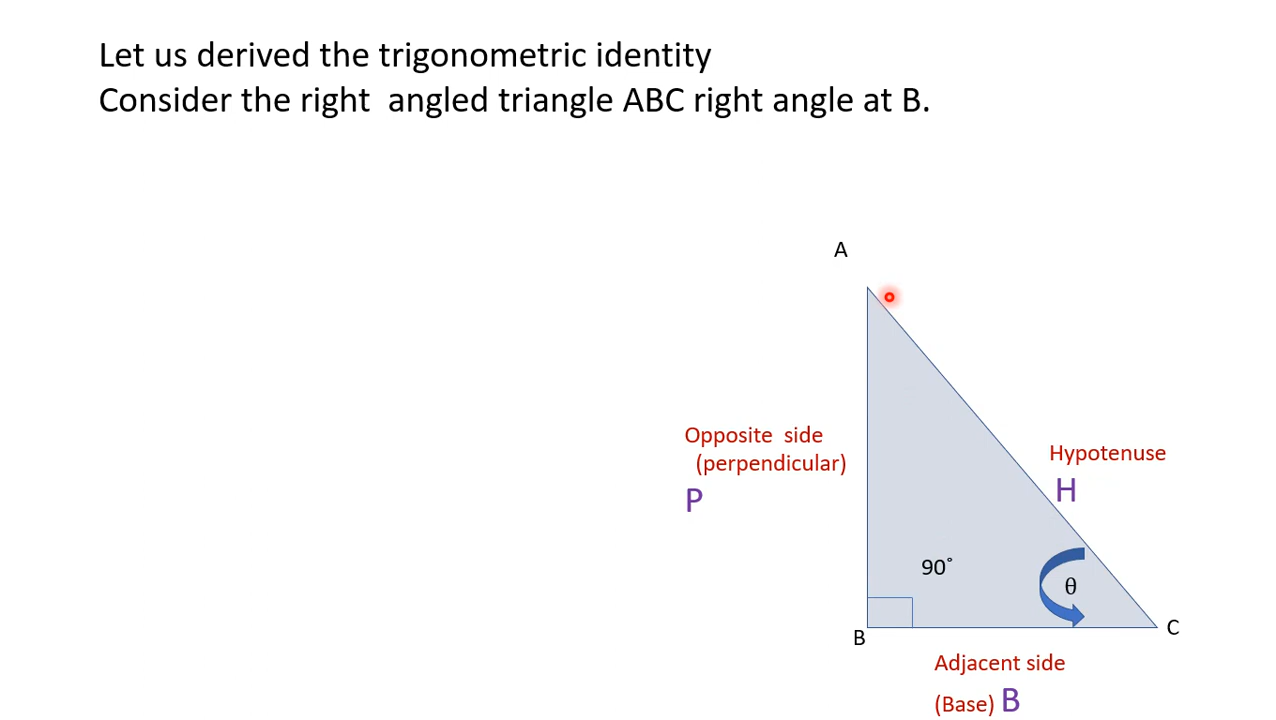 Let us derived the trigonometric identity
Consider the right angled triangle ABC right angle at B.
A
Opposite side
(perpendicular)
P
Hypotenuse
H
90°
θ
B
C
Adjacent side
(Base) B